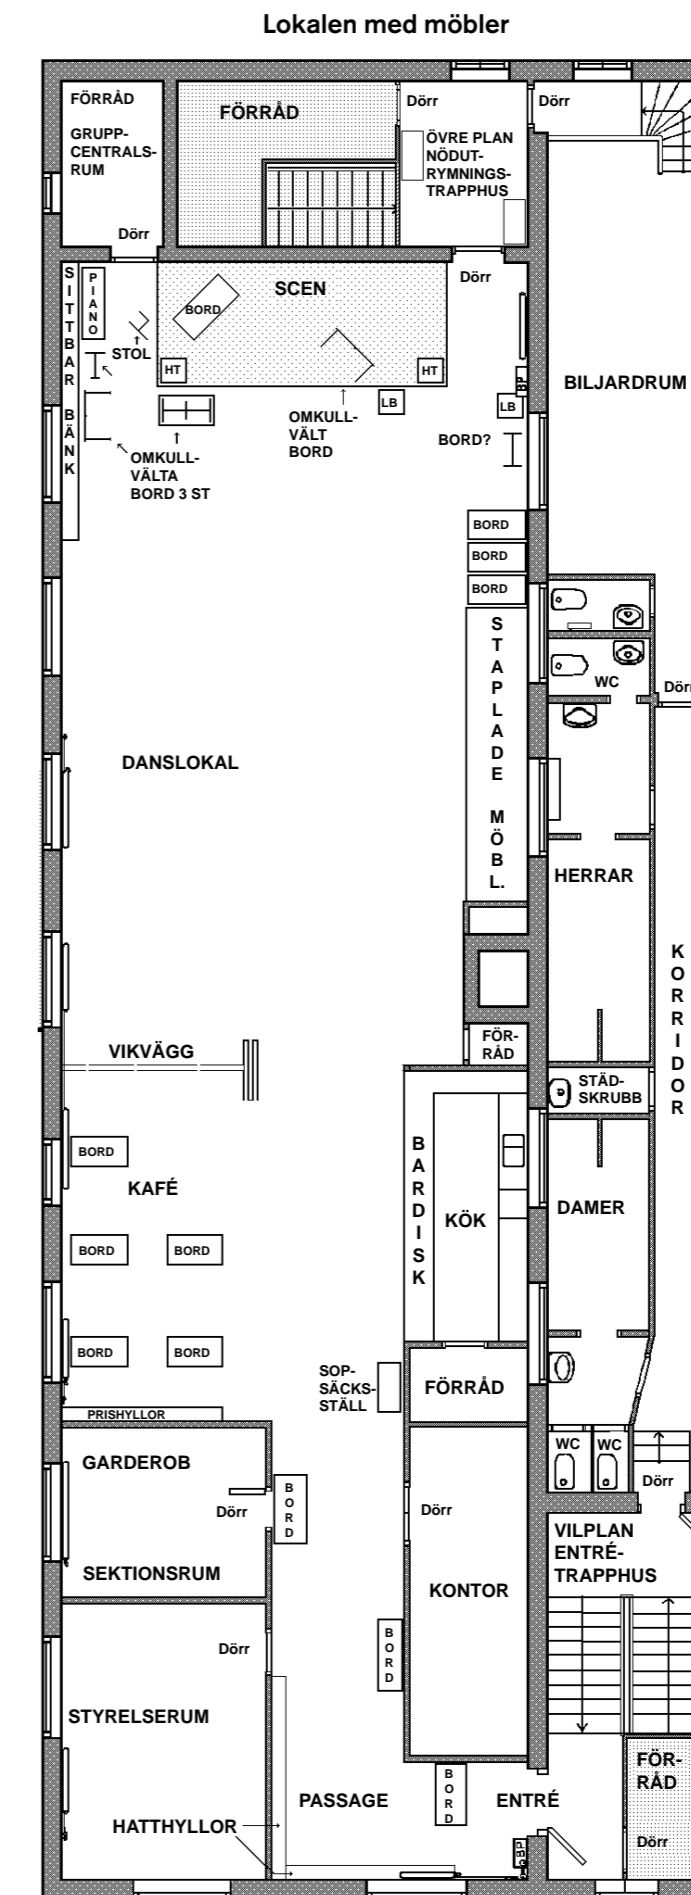 Lokalen med möbler
FÖRRÅD
GRUPP-
CENTRALS-
RUM
Dörr
FÖRRÅD
Dörr
ÖVRE PLAN
NÖDUT-
RYMNINGS-
TRAPPHUS
Dörr
SITTBAR BÄNK
PIANO
STOL
BORD
SCEN
HT
HT
Dörr
BP
LB
LB
OMKULL-
VÄLTA
BORD 3 ST
OMKULL-
VÄLT
BORD
BORD?
BILJARDRUM
BORD
BORD
BORD
STAPLADE MÖBL.
WC
Dörr
DANSLOKAL
HERRAR
KORRIDOR
VIKVÄGG
FÖR-
RÅD
STÄD-
SKRUBB
BORD
KAFÉ
BARDISK
KÖK
DAMER
BORD
BORD
BORD
BORD
SOP-
SÄCKS-
STÄLL
FÖRRÅD
PRISHYLLOR
GARDEROB
Dörr
SEKTIONSRUM
BORD
Dörr
KONTOR
WC
WC
Dörr
VILPLAN
ENTRÉ-
TRAPPHUS
Dörr
STYRELSERUM
BORD
HATTHYLLOR
PASSAGE
BORD
ENTRÉ
BP
FÖR-
RÅD
Dörr